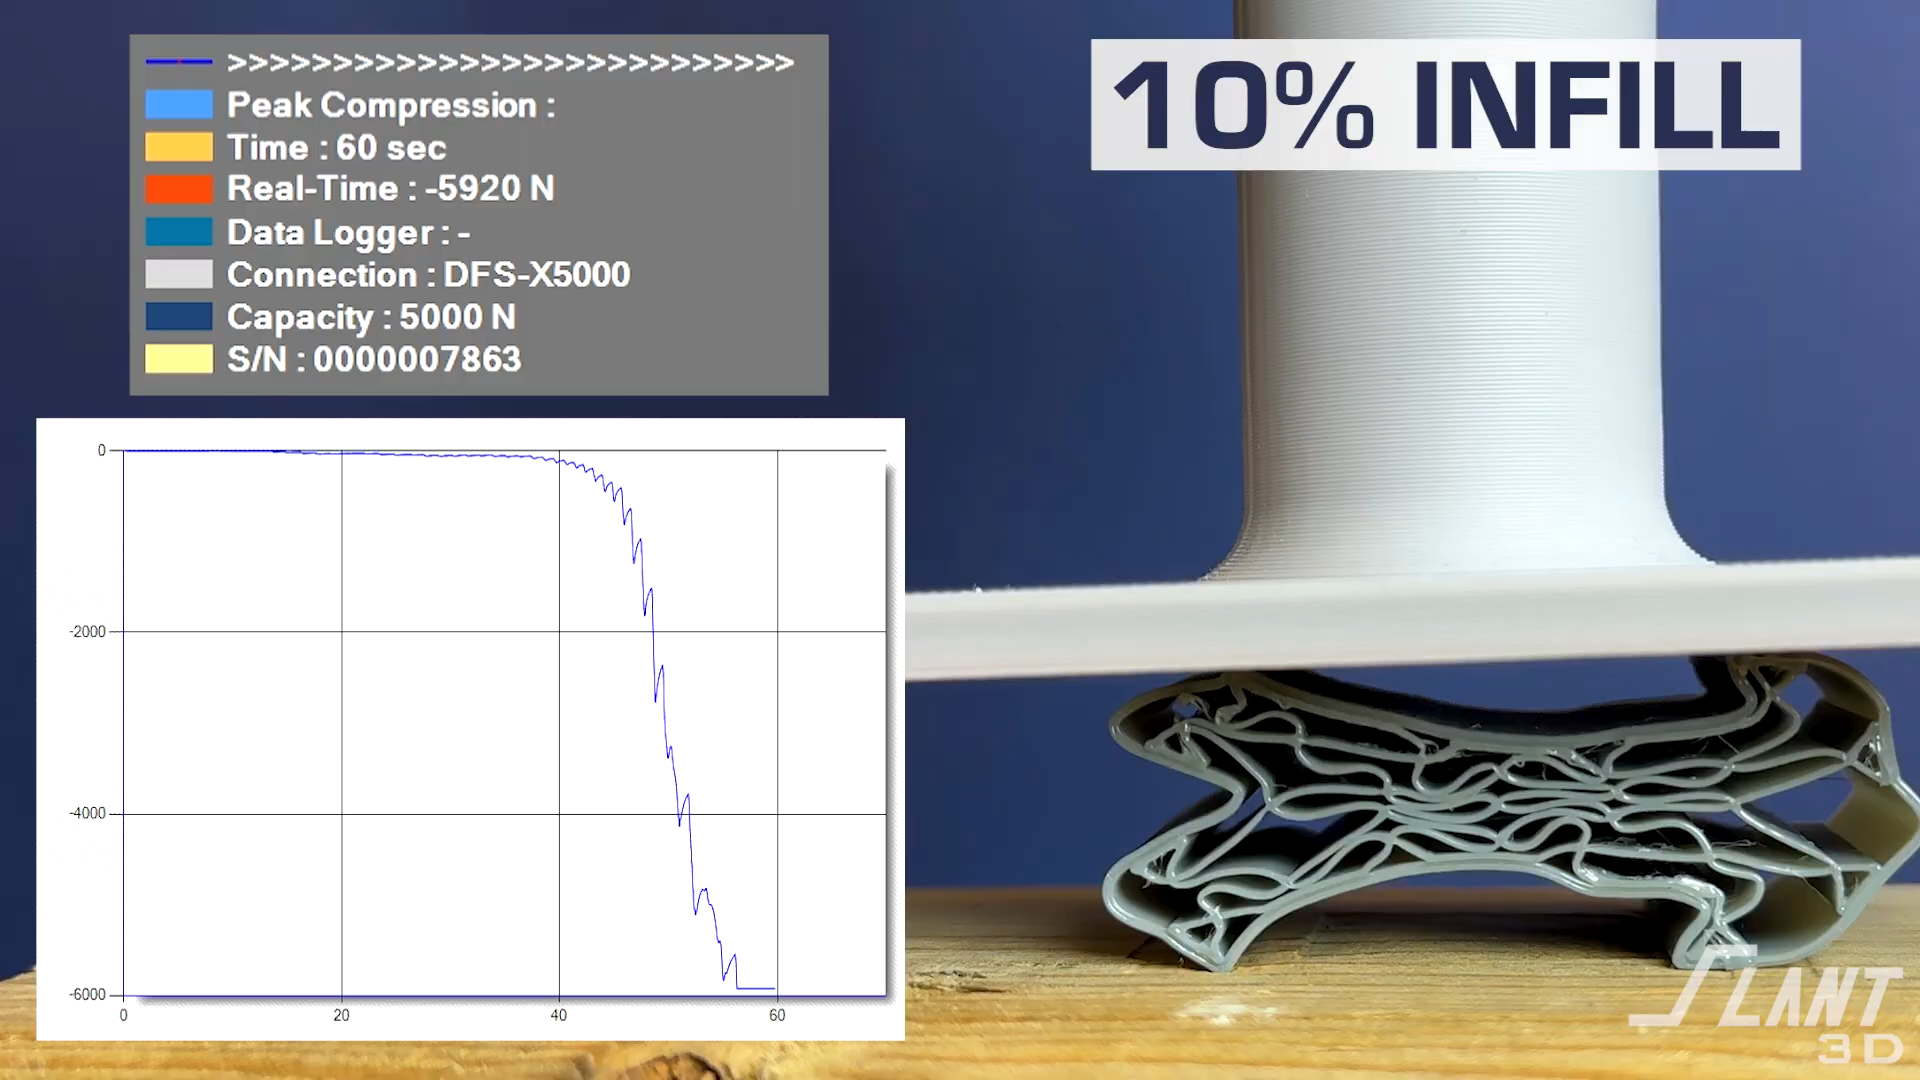 >>>>>>>>>>>>>>>>>>>>>>>>>>>
Peak Compression :
Time : 60 sec
Real-Time : -5920 N
Data Logger : -
Connection : DFS-X5000
Capacity : 5000 N
S/N : 0000007863
10% INFILL
0
-2000
-4000
-6000
0 20 40 60
SLANT
3D